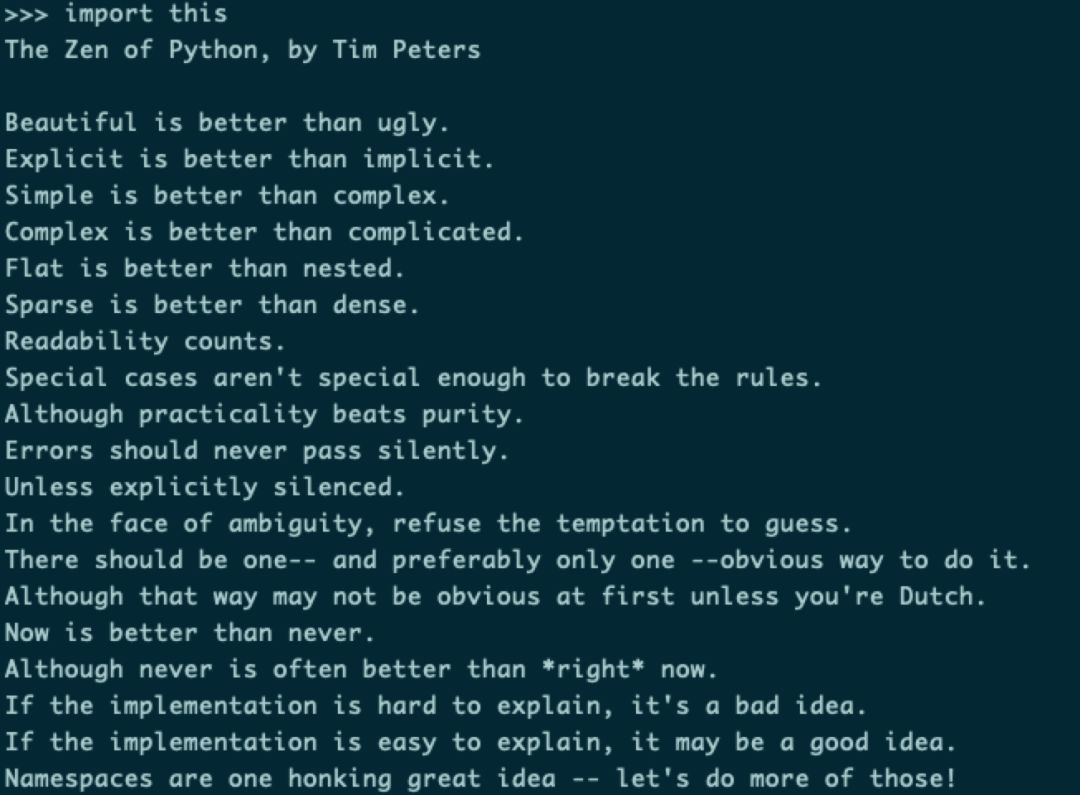 >>> import this
The Zen of Python, by Tim Peters

Beautiful is better than ugly.
Explicit is better than implicit.
Simple is better than complex.
Complex is better than complicated.
Flat is better than nested.
Sparse is better than dense.
Readability counts.
Special cases aren't special enough to break the rules.
Although practicality beats purity.
Errors should never pass silently.
Unless explicitly silenced.
In the face of ambiguity, refuse the temptation to guess.
There should be one-- and preferably only one --obvious way to do it.
Although that way may not be obvious at first unless you're Dutch.
Now is better than never.
Although never is often better than *right* now.
If the implementation is hard to explain, it's a bad idea.
If the implementation is easy to explain, it may be a good idea.
Namespaces are one honking great idea -- let's do more of those!